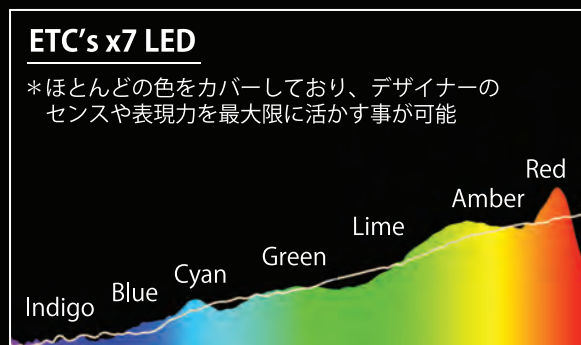 ETC’s x7 LED
＊ほとんどの色をカバーしており、デザイナーの
センスや表現力を最大限に活かす事が可能
Red
Amber
Lime
Green
Cyan
Blue
Indigo